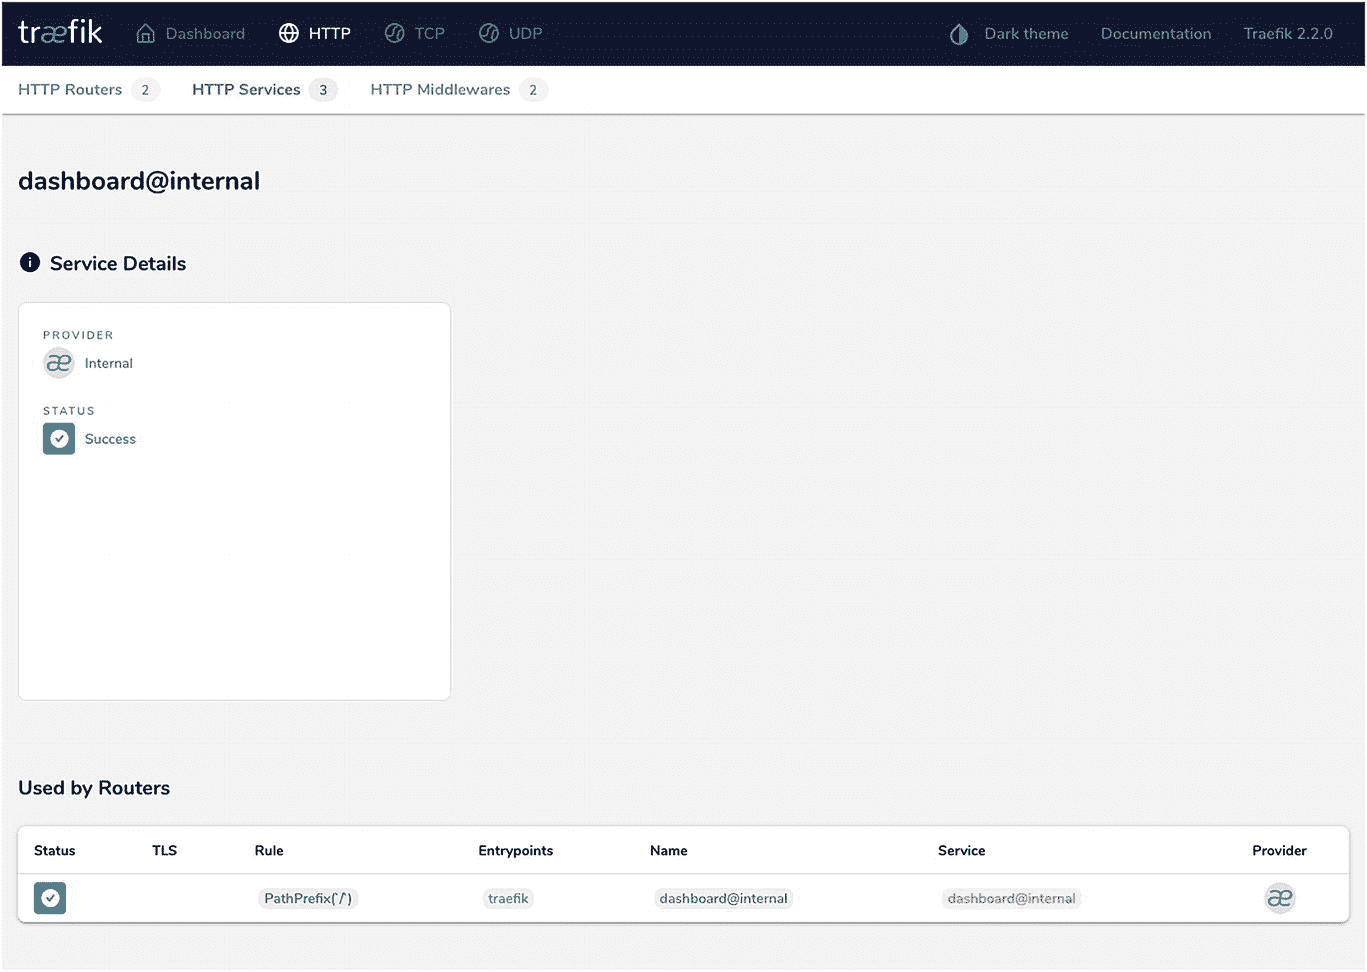 træfik Dashboard HTTP TCP UDP Dark theme Documentation Traefik 2.2.0
HTTP Routers 2 HTTP Services 3 HTTP Middlewares 2
dashboard@internal
i Service Details
PROVIDER
æ Internal
STATUS
Success
Used by Routers
Status TLS Rule Entrypoints Name Service Provider
PathPrefix(`/`) traefik dashboard@internal dashboard@internal æ